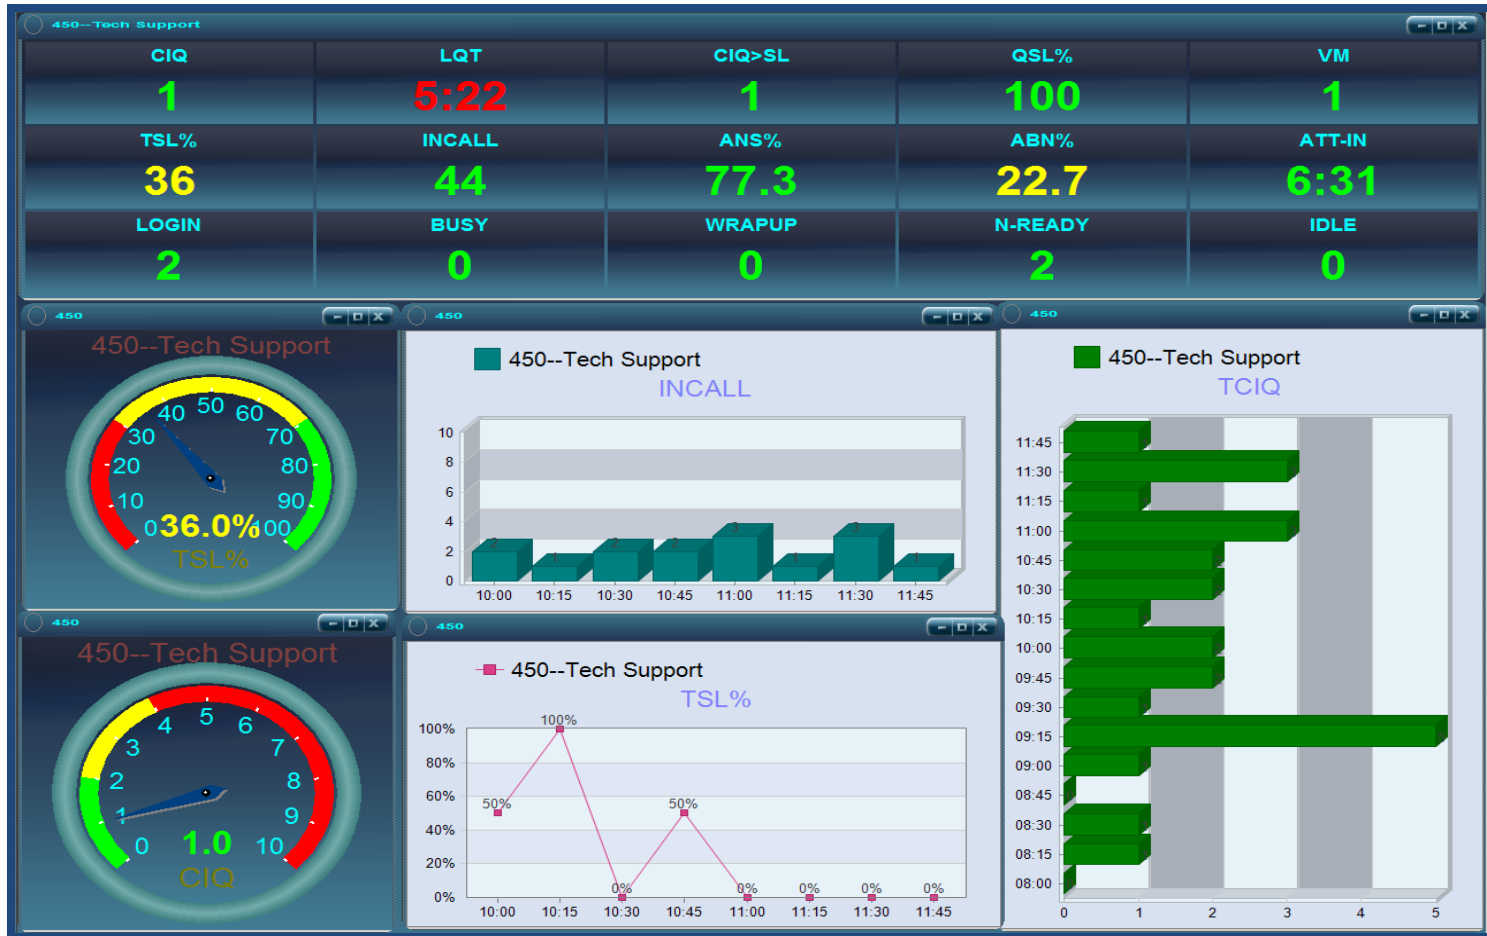 450--Tech Support
CIQ LQT CIQ>SL QSL% VM
1 5:22 1 100 1
TSL% INCALL ANS% ABN% ATT-IN
36 44 77.3 22.7 6:31
LOGIN BUSY WRAPUP N-READY IDLE
2 0 0 2 0
450
450--Tech Support
0 10 20 30 40 50 60 70 80 90 100
36.0%
TSL%
450
450--Tech Support
INCALL
10
8
6
4
2
0
2 1 2 2 3 1 3 1
10:00 10:15 10:30 10:45 11:00 11:15 11:30 11:45
450
450--Tech Support
TCIQ
11:45
11:30
11:15
11:00
10:45
10:30
10:15
10:00
09:45
09:30
09:15
09:00
08:45
08:30
08:15
08:00
0 1 2 3 4 5
450
450--Tech Support
0 1 2 3 4 5 6 7 8 9 10
1.0
CIQ
450
450--Tech Support
TSL%
100%
80%
60%
40%
20%
0%
50% 100% 0% 50% 0% 0% 0% 0%
10:00 10:15 10:30 10:45 11:00 11:15 11:30 11:45